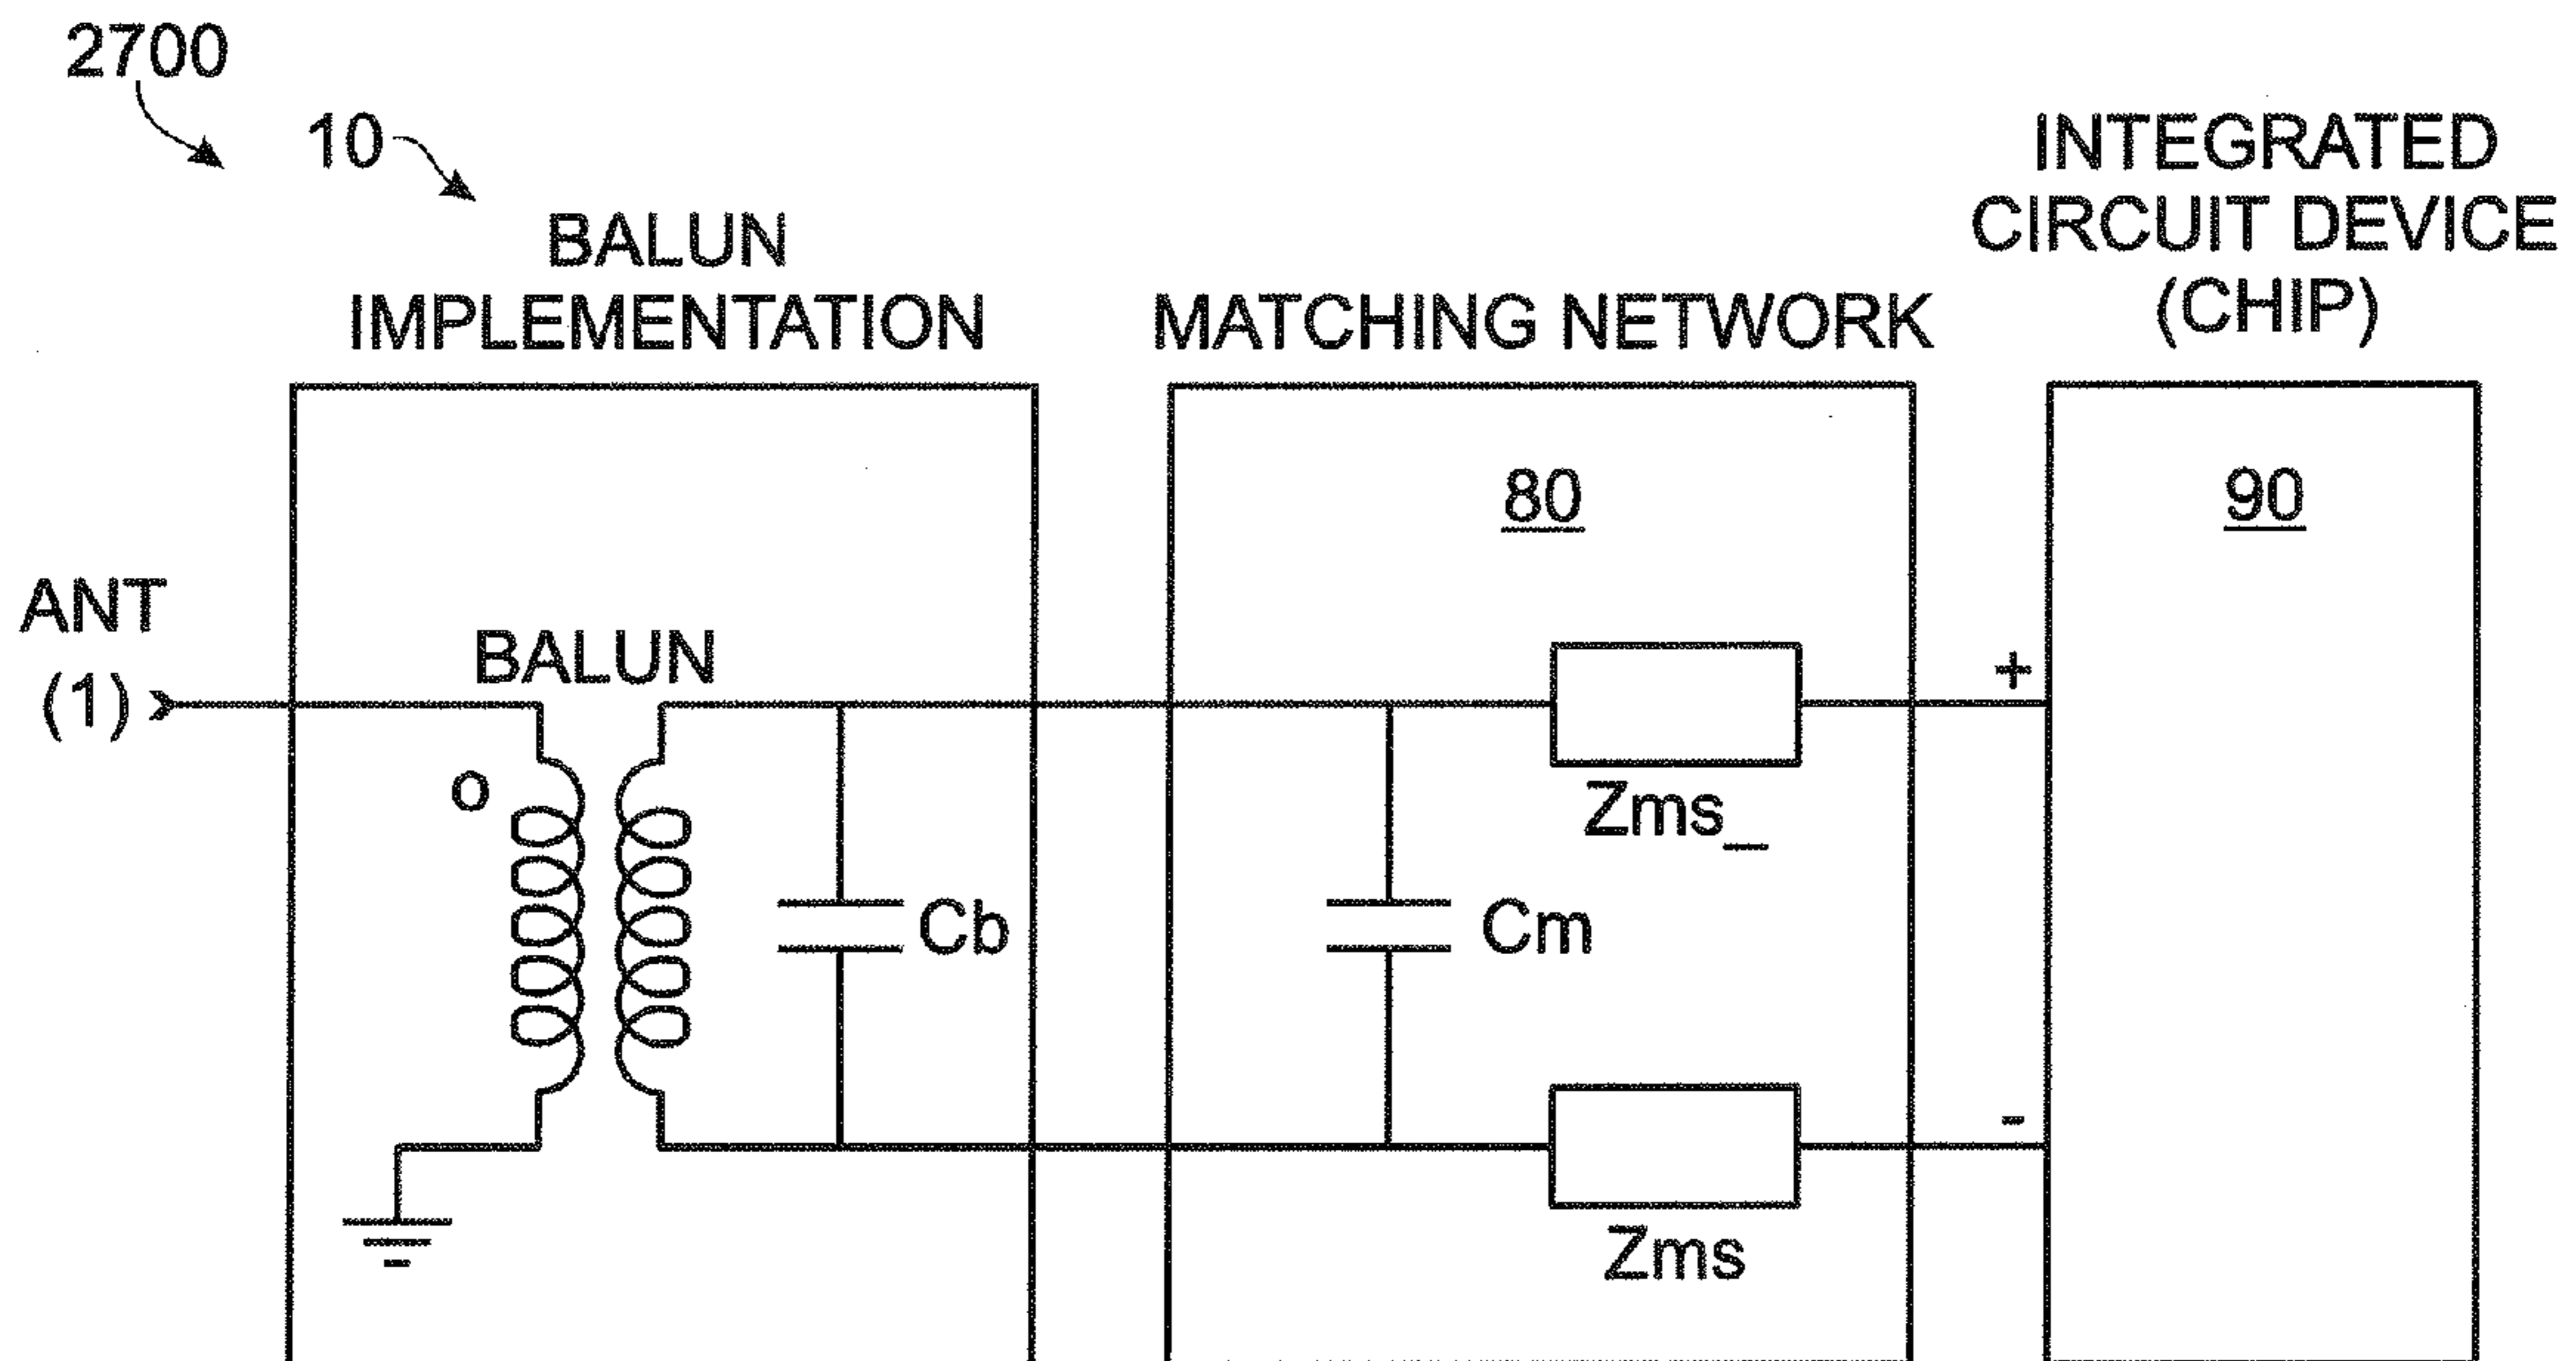 2700
10
BALUN
IMPLEMENTATION
MATCHING NETWORK
INTEGRATED
CIRCUIT DEVICE
(CHIP)
80
90
ANT
(1)
BALUN
o
+
Zms_
Cb
Cm
-
Zms